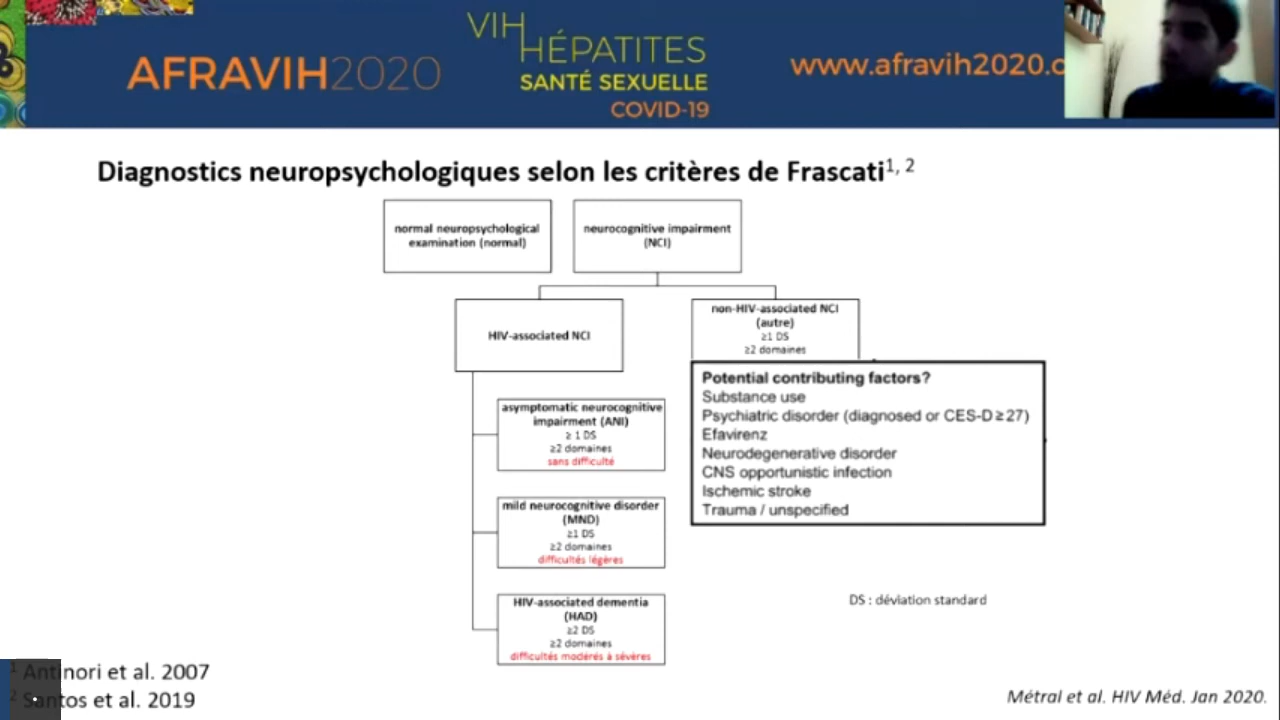 AFRAVIH2020
VIH
HÉPATITES
SANTÉ SEXUELLE
COVID-19
www.afravih2020.o
Diagnostics neuropsychologiques selon les critères de Frascati1, 2
normal neuropsychological
examination (normal)
neurocognitive impairment
(NCI)
HIV-associated NCI
non-HIV-associated NCI
(autre)
≥1 DS
≥2 domaines
asymptomatic neurocognitive
impairment (ANI)
≥ 1 DS
≥2 domaines
sans difficulté
mild neurocognitive disorder
(MND)
≥1 DS
≥2 domaines
difficultés légères
HIV-associated dementia
(HAD)
≥2 DS
≥2 domaines
difficultés modérés à sévères
Potential contributing factors?
Substance use
Psychiatric disorder (diagnosed or CES-D≥27)
Efavirenz
Neurodegenerative disorder
CNS opportunistic infection
Ischemic stroke
Trauma / unspecified
DS : déviation standard
1 Antinori et al. 2007
2 Santos et al. 2019
Métral et al. HIV Méd. Jan 2020.